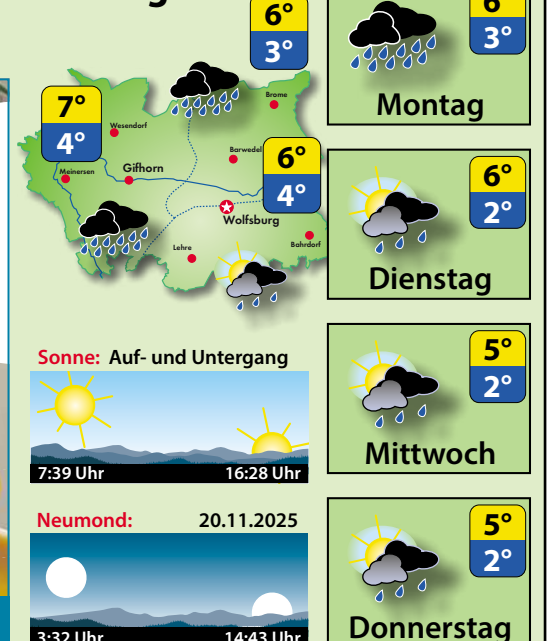 6°
3°
Brome
7°
4°
Wesendorf
Barwedel
6°
4°
Meinersen
Gifhorn
Wolfsburg
Lehre
Bahrdorf
Sonne: Auf- und Untergang
7:39 Uhr 16:28 Uhr
Neumond: 20.11.2025
3:32 Uhr 14:43 Uhr
6°
3°
Montag
6°
2°
Dienstag
5°
2°
Mittwoch
5°
2°
Donnerstag